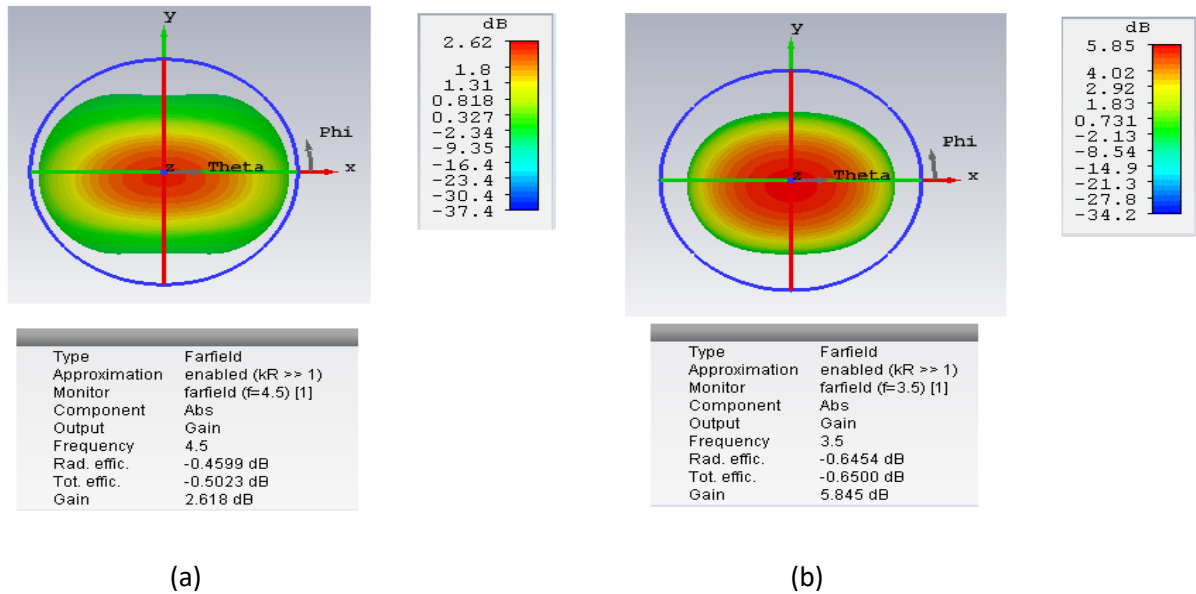 y
Phi
z Theta x
dB
2.62
1.8
1.31
0.818
0.327
-2.34
-9.35
-16.4
-23.4
-30.4
-37.4
Type Farfield
Approximation enabled (kR >> 1)
Monitor farfield (f=4.5) [1]
Component Abs
Output Gain
Frequency 4.5
Rad. effic. -0.4599 dB
Tot. effic. -0.5023 dB
Gain 2.618 dB
(a)
y
Phi
z Theta x
dB
5.85
4.02
2.92
1.83
0.731
-2.13
-8.54
-14.9
-21.3
-27.8
-34.2
Type Farfield
Approximation enabled (kR >> 1)
Monitor farfield (f=3.5) [1]
Component Abs
Output Gain
Frequency 3.5
Rad. effic. -0.6454 dB
Tot. effic. -0.6500 dB
Gain 5.845 dB
(b)